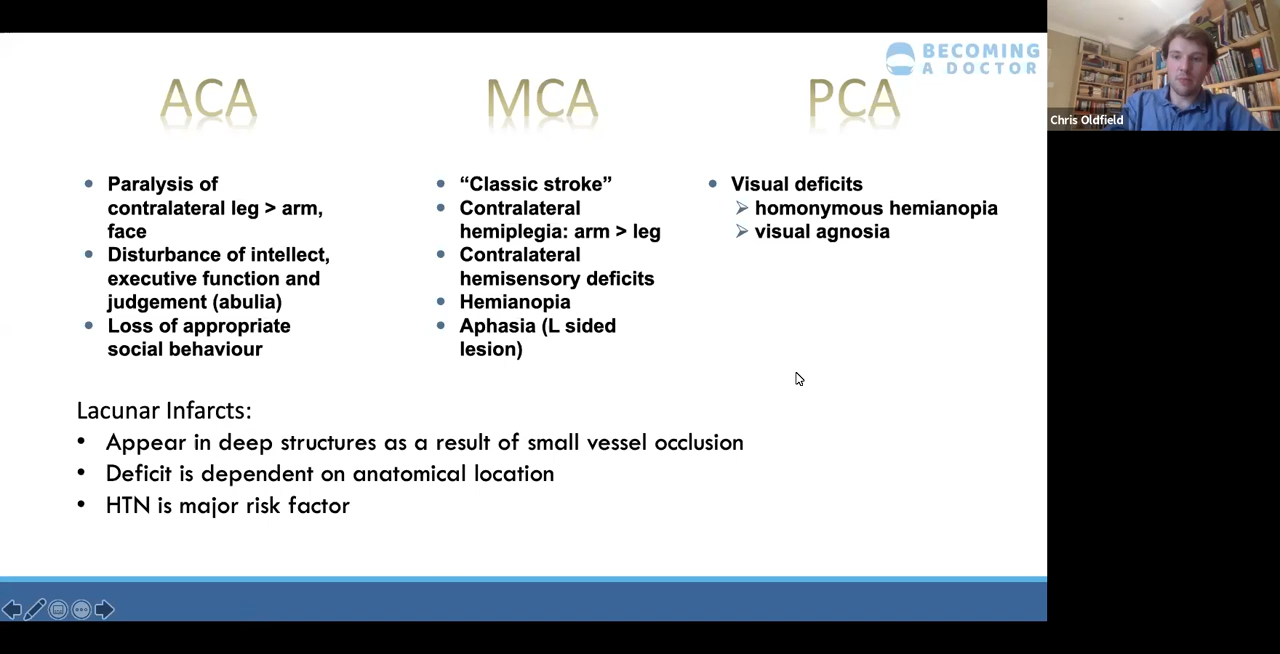 BECOMING
A DOCTOR
Chris Oldfield
ACA
MCA
PCA
• Paralysis of
contralateral leg > arm,
face
• Disturbance of intellect,
executive function and
judgement (abulia)
• Loss of appropriate
social behaviour
• “Classic stroke”
• Contralateral
hemiplegia: arm > leg
• Contralateral
hemisensory deficits
• Hemianopia
• Aphasia (L sided
lesion)
• Visual deficits
➢ homonymous hemianopia
➢ visual agnosia
Lacunar Infarcts:
• Appear in deep structures as a result of small vessel occlusion
• Deficit is dependent on anatomical location
• HTN is major risk factor